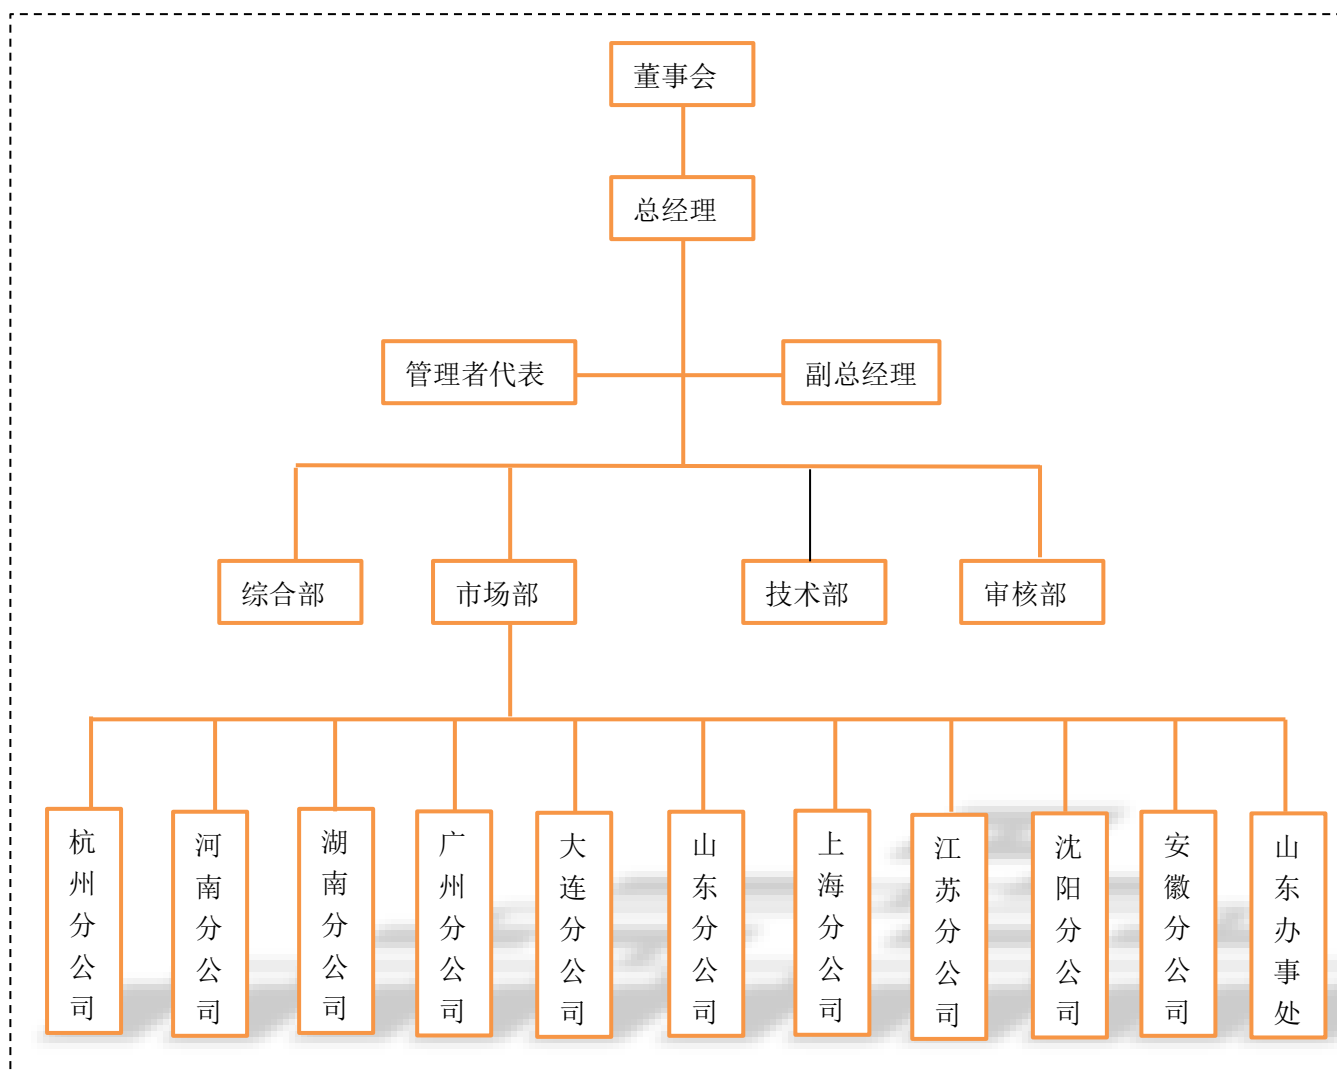 董事会
总经理
管理者代表
副总经理
综合部
市场部
技术部
审核部
杭州分公司
河南分公司
湖南分公司
广州分公司
大连分公司
山东分公司
上海分公司
江苏分公司
沈阳分公司
安徽分公司
山东办事处